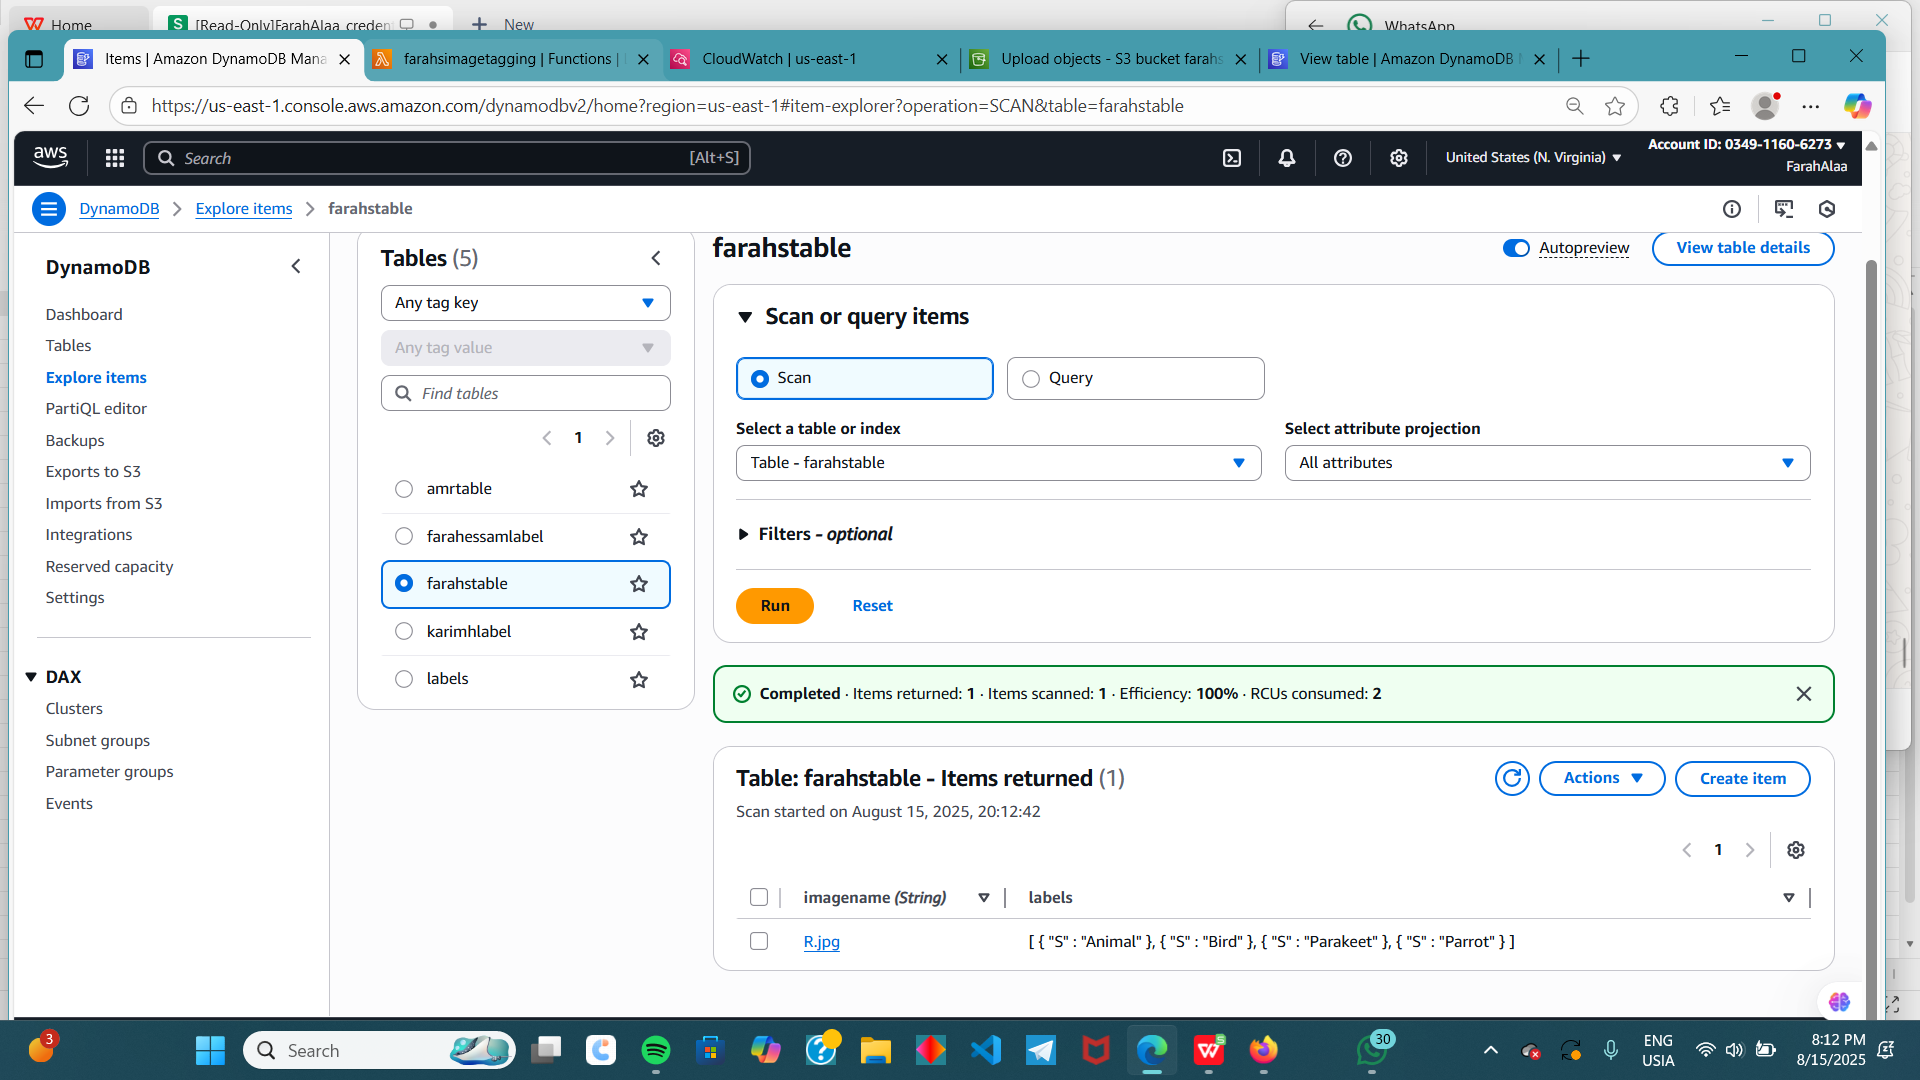 Home
[Read-Only]FarahAlaa_creden
New
WhatsApp
Items | Amazon DynamoDB Mana
farahsimagetagging | Functions |
CloudWatch | us-east-1
Upload objects - S3 bucket farahs
View table | Amazon DynamoDB
https://us-east-1.console.aws.amazon.com/dynamodbv2/home?region=us-east-1#item-explorer?operation=SCAN&table=farahstable
aws
Search
[Alt+S]
United States (N. Virginia)
Account ID: 0349-1160-6273
FarahAlaa
DynamoDB
Explore items
farahstable
DynamoDB
Dashboard
Tables
Explore items
PartiQL editor
Backups
Exports to S3
Imports from S3
Integrations
Reserved capacity
Settings
DAX
Clusters
Subnet groups
Parameter groups
Events
Tables (5)
Any tag key
Any tag value
Find tables
1
amrtable
farahessamlabel
farahstable
karimhlabel
labels
farahstable
Autopreview
View table details
Scan or query items
Scan
Query
Select a table or index
Select attribute projection
Table - farahstable
All attributes
Filters - optional
Run
Reset
Completed · Items returned: 1 · Items scanned: 1 · Efficiency: 100% · RCUs consumed: 2
Table: farahstable - Items returned (1)
Scan started on August 15, 2025, 20:12:42
Actions
Create item
1
imagename (String)
labels
R.jpg
[ { "S" : "Animal" }, { "S" : "Bird" }, { "S" : "Parakeet" }, { "S" : "Parrot" } ]
3
Search
30
ENG
USIA
8:12 PM
8/15/2025